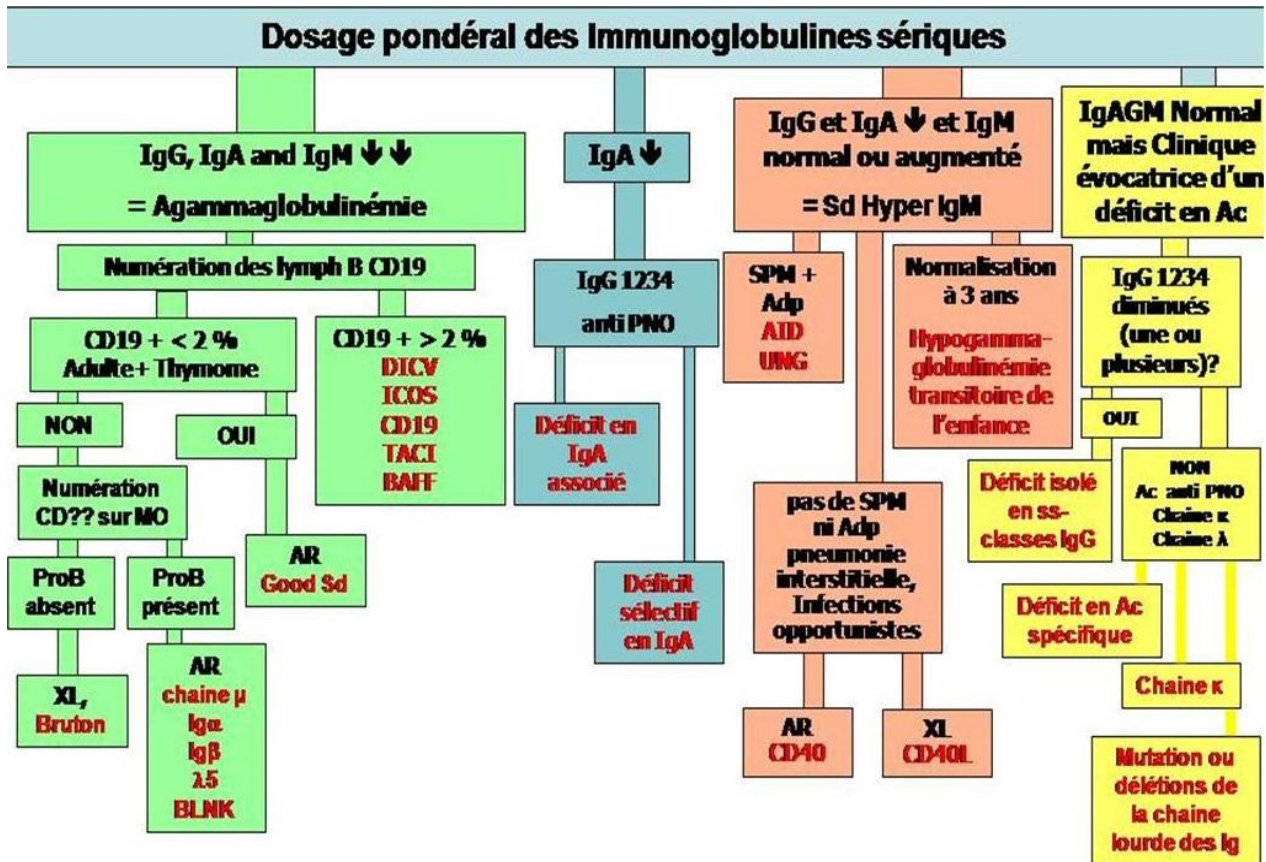 Dosage pondéral des Immunoglobulines sériques
IgG, IgA and IgM ↓ ↓
= Agammaglobulinémie
Numération des lymph B CD19
CD19 + < 2 %
Adulte+ Thymome
NON
OUI
Numération
CD?? sur MO
ProB
absent
ProB
présent
XL,
Bruton
AR
chaine μ
Igα
Igβ
λ5
BLNK
AR
Good Sd
CD19 + > 2 %
DICV
ICOS
CD19
TACI
BAFF
IgA ↓
IgG 1234
anti PNO
Déficit en
IgA
associé
Déficit
sélectif
en IgA
IgG et IgA ↓ et IgM
normal ou augmenté
= Sd Hyper IgM
SPM +
Adp
AID
UNG
pas de SPM
ni Adp
pneumonie
interstitielle,
Infections
opportunistes
AR
CD40
XL
CD40L
Normalisation
à 3 ans
Hypogamma-
globulinémie
transitoire de
l'enfance
IgAGM Normal
mais Clinique
évocatrice d'un
déficit en Ac
IgG 1234
diminués
(une ou
plusieurs)?
OUI
Déficit isolé
en ss-
classes IgG
NON
Ac anti PNO
Chaine κ
Chaine λ
Déficit en Ac
spécifique
Chaine κ
Mutation ou
délétions de
la chaine
lourde des Ig